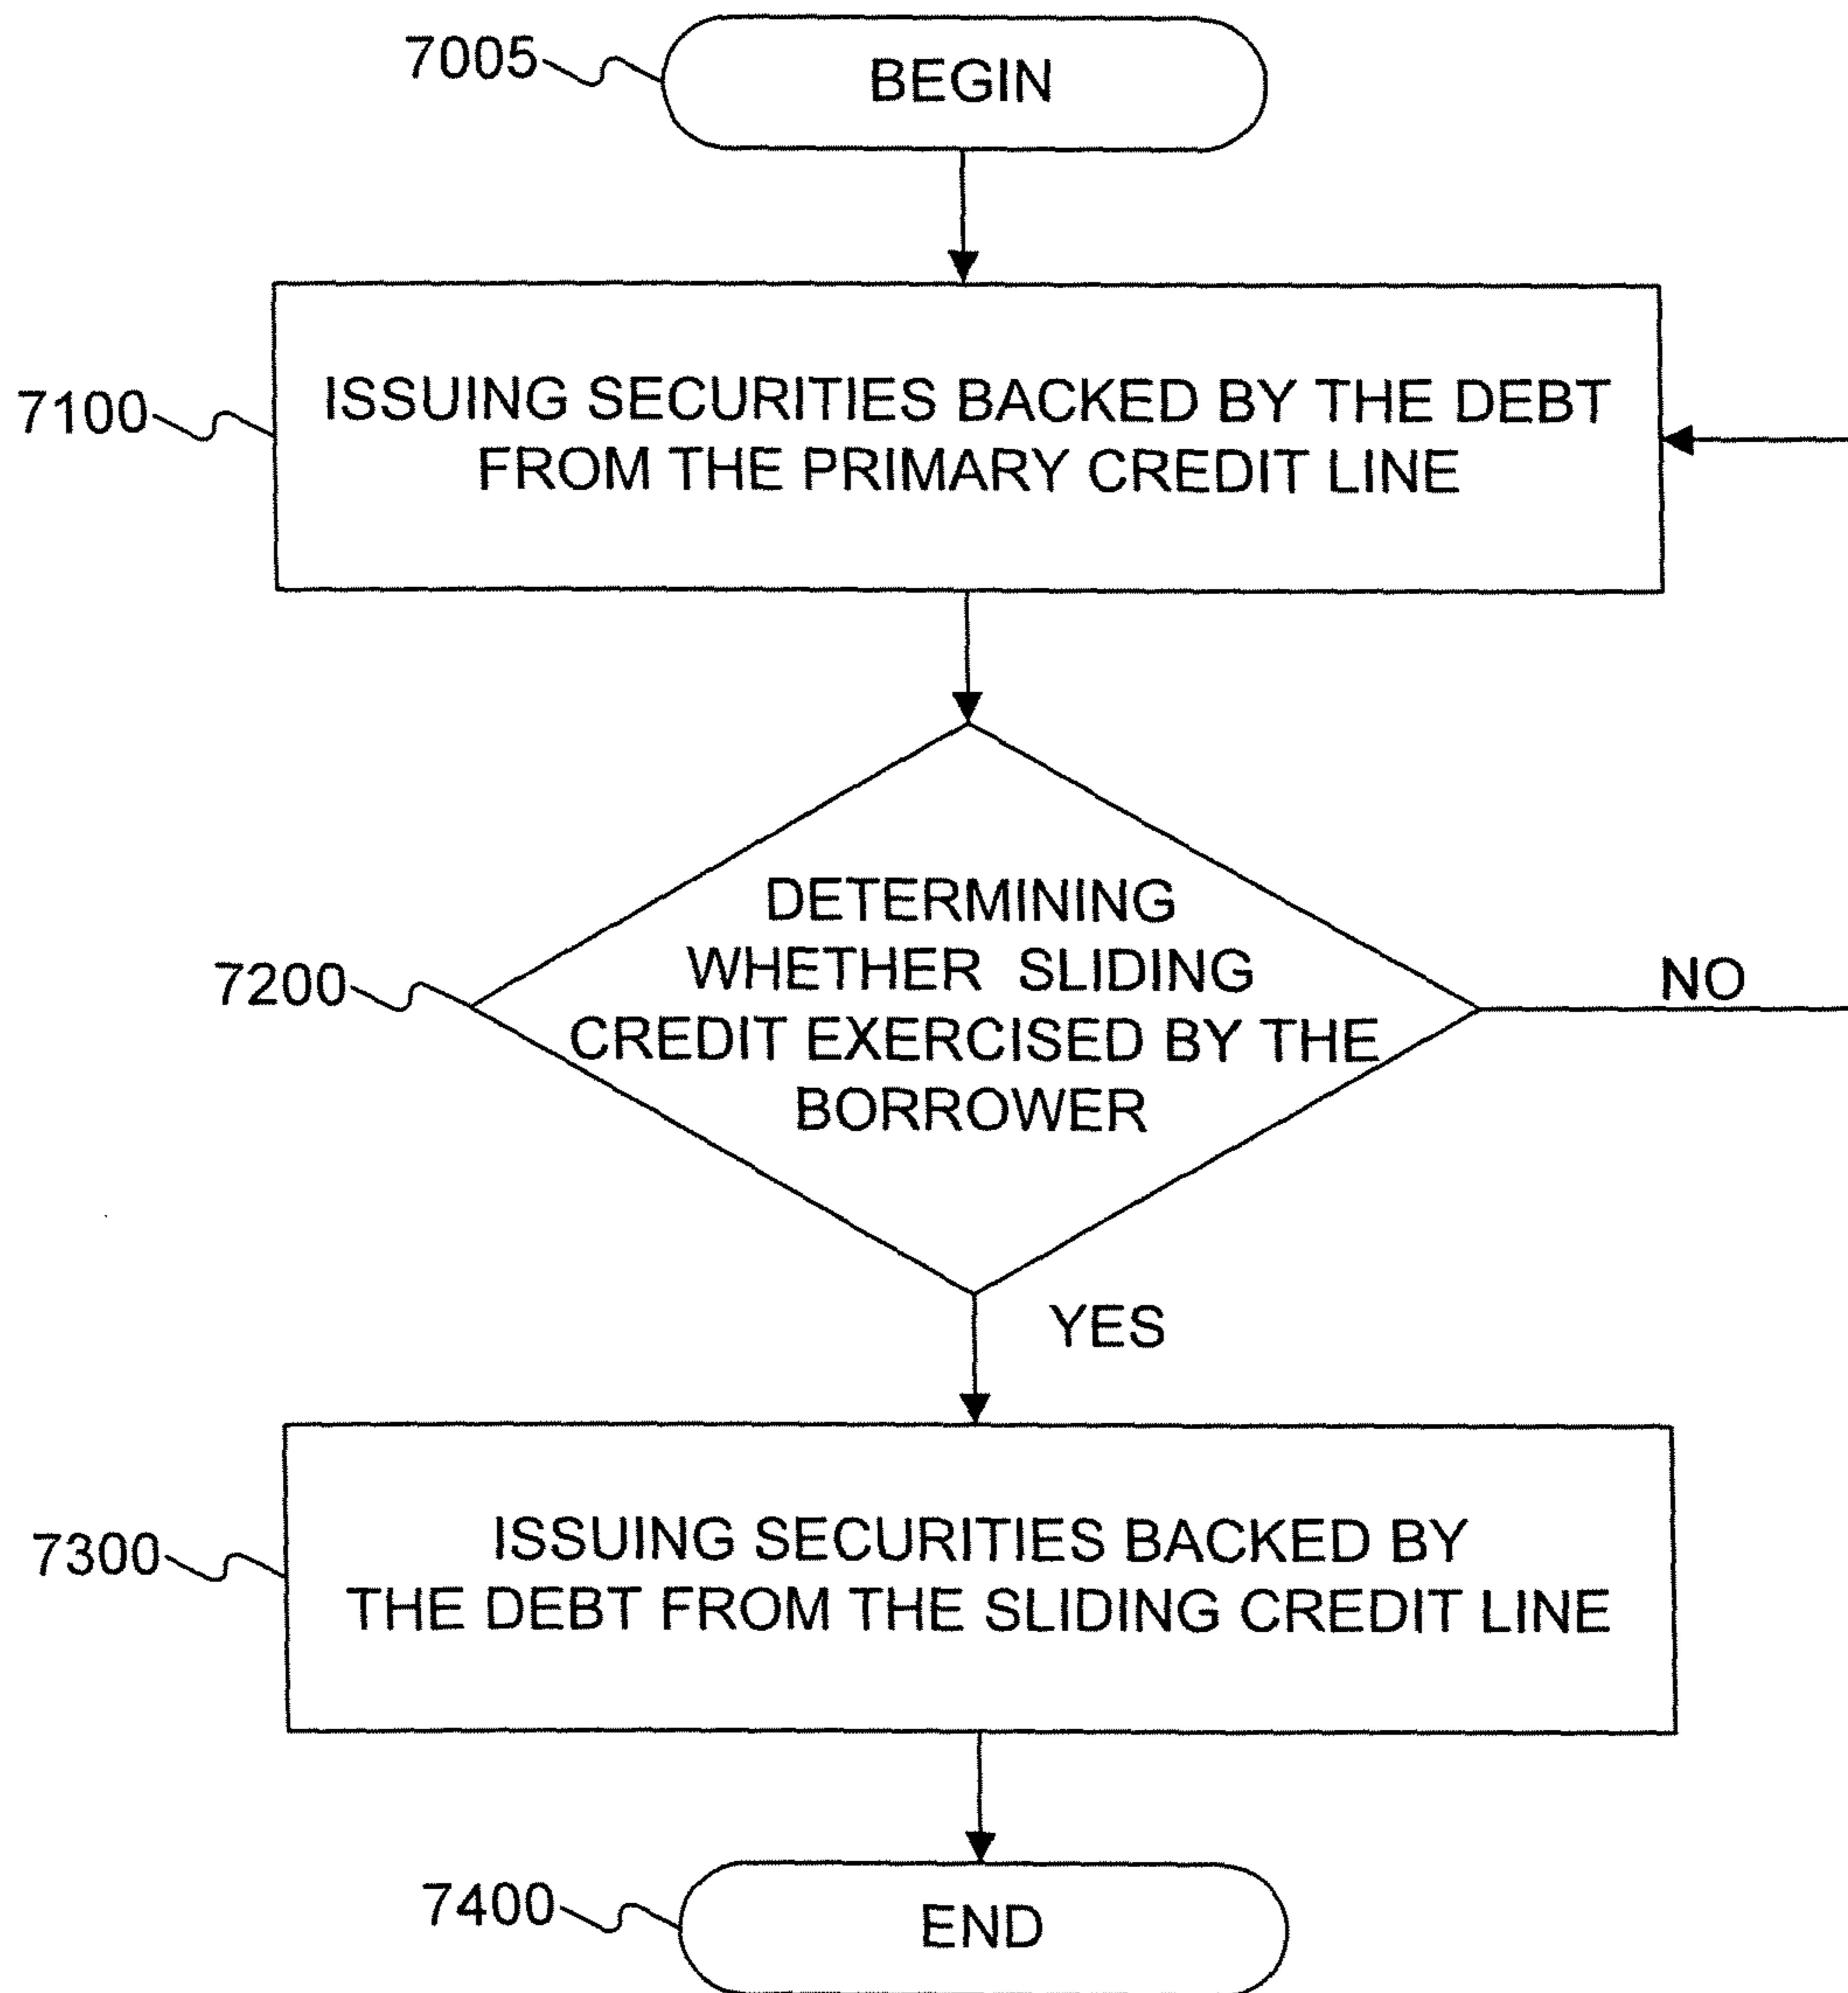 7005
BEGIN
7100
ISSUING SECURITIES BACKED BY THE DEBT
FROM THE PRIMARY CREDIT LINE
DETERMINING
WHETHER SLIDING
7200
CREDIT EXERCISED BY THE
BORROWER
NO
YES
7300
ISSUING SECURITIES BACKED BY
THE DEBT FROM THE SLIDING CREDIT LINE
7400
END